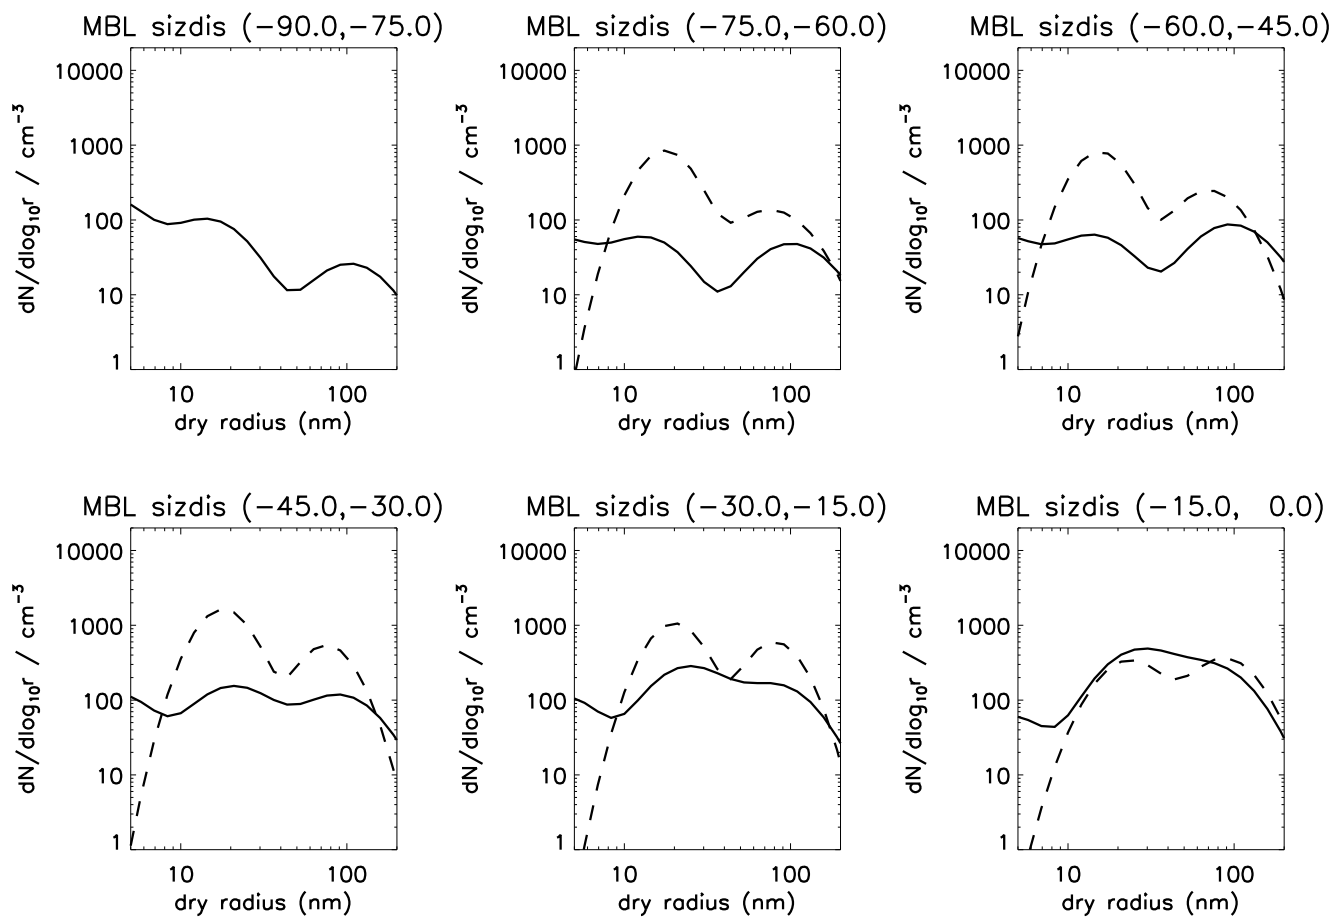 MBL sizdis (−90.0,−75.0)
MBL sizdis (−75.0,−60.0)
MBL sizdis (−60.0,−45.0)
10000
1000
100
10
1
dN/dlog10r / cm−3
10 100
dry radius (nm)
10000
1000
100
10
1
dN/dlog10r / cm−3
10 100
dry radius (nm)
10000
1000
100
10
1
dN/dlog10r / cm−3
10 100
dry radius (nm)
MBL sizdis (−45.0,−30.0)
MBL sizdis (−30.0,−15.0)
MBL sizdis (−15.0, 0.0)
10000
1000
100
10
1
dN/dlog10r / cm−3
10 100
dry radius (nm)
10000
1000
100
10
1
dN/dlog10r / cm−3
10 100
dry radius (nm)
10000
1000
100
10
1
dN/dlog10r / cm−3
10 100
dry radius (nm)